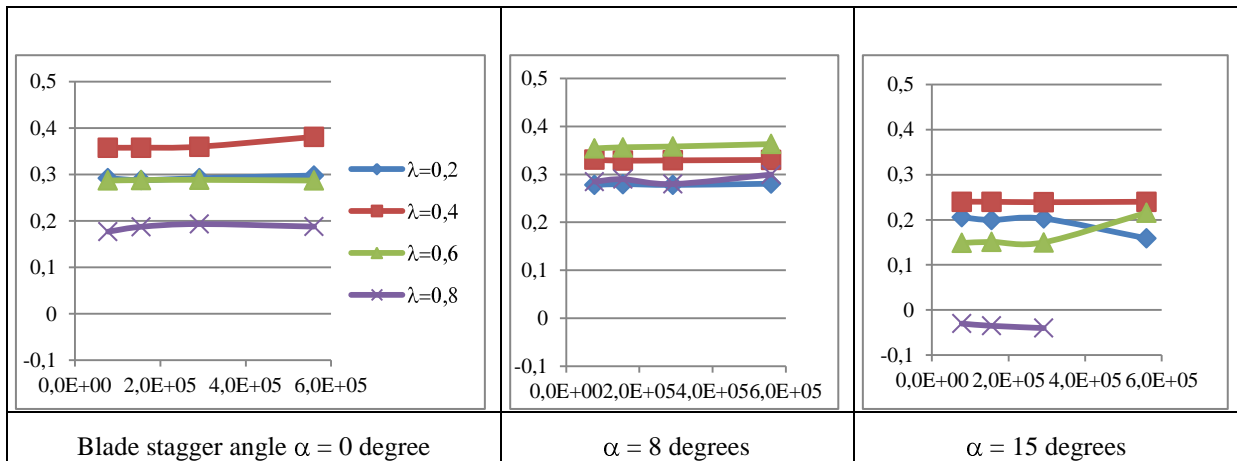 0,5
0,4
0,3
0,2
0,1
0
-0,1
0,0E+00 2,0E+05 4,0E+05 6,0E+05
λ=0,2
λ=0,4
λ=0,6
λ=0,8
0,5
0,4
0,3
0,2
0,1
0
-0,1
0,0E+002,0E+054,0E+056,0E+05
0,5
0,4
0,3
0,2
0,1
0
-0,1
0,0E+00 2,0E+05 4,0E+05 6,0E+05
Blade stagger angle α = 0 degree
α = 8 degrees
α = 15 degrees